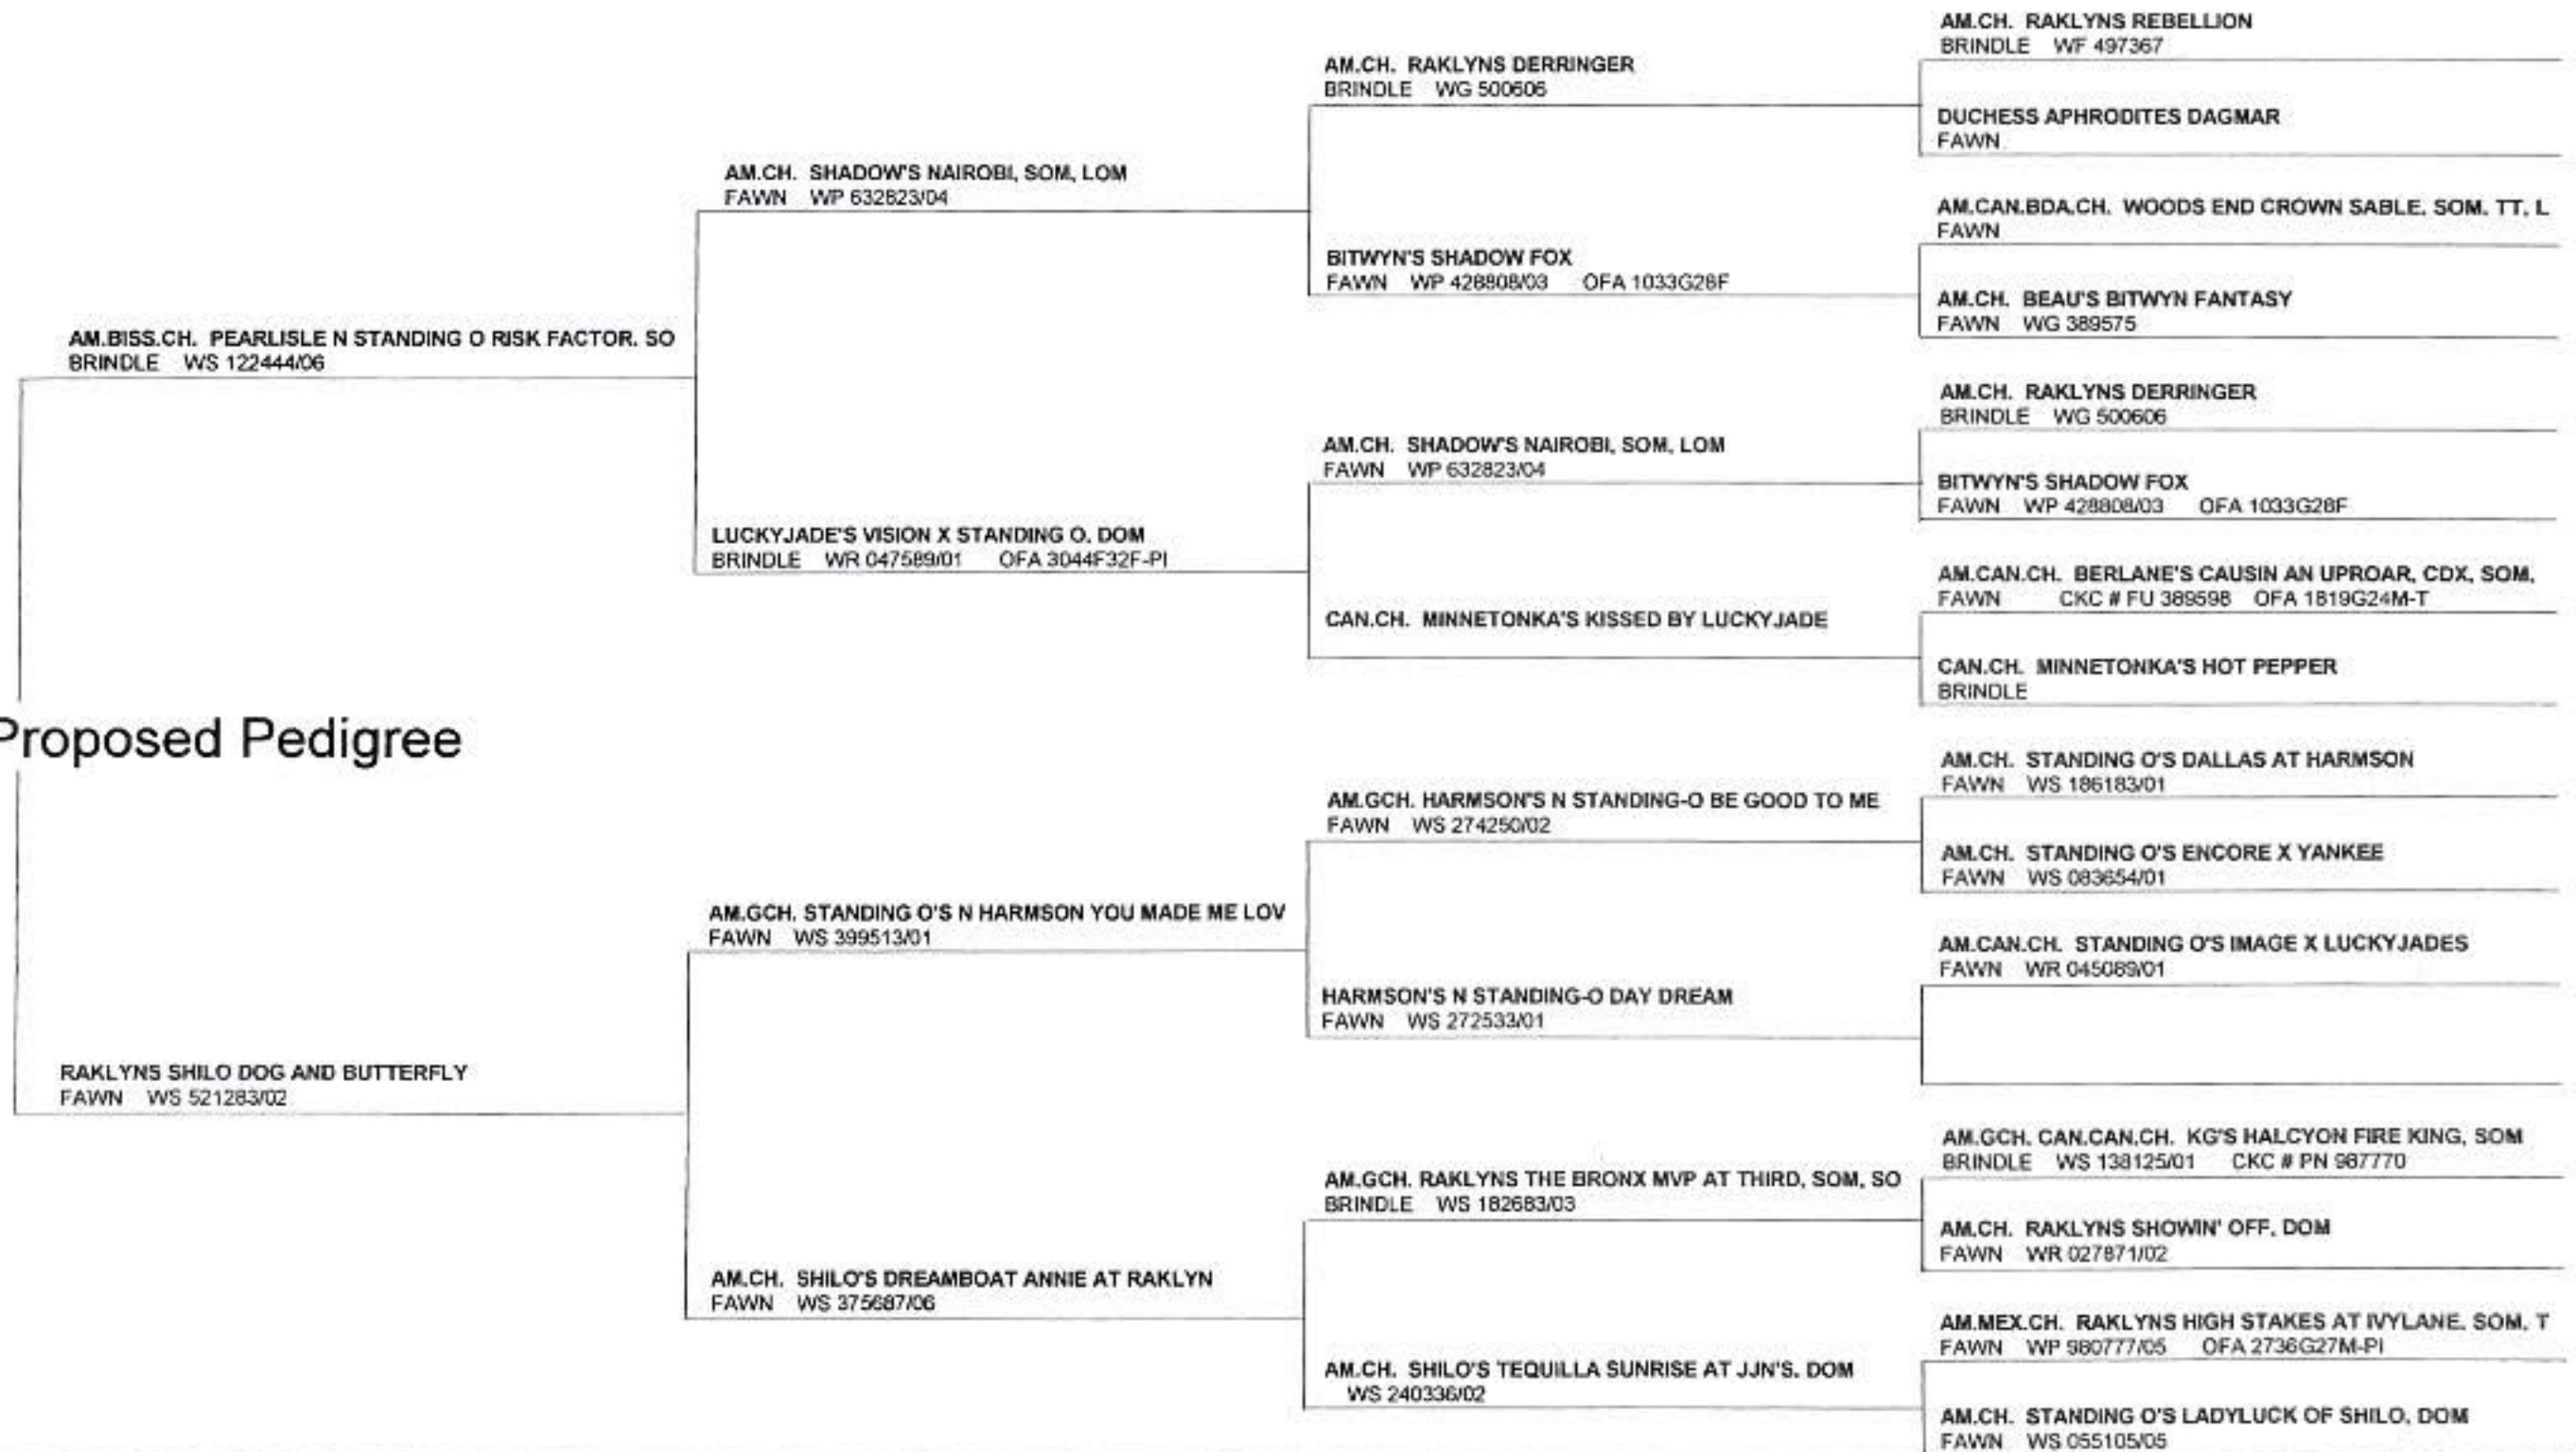 AM.CH. RAKLYNS REBELLION
BRINDLE WF 497367
AM.CH. RAKLYNS DERRINGER
BRINDLE WG 500606
DUCHESS APHRODITES DAGMAR
FAWN
AM.CH. SHADOW'S NAIROBI, SOM, LOM
FAWN WP 632823/04
AM.CAN.BDA.CH. WOODS END CROWN SABLE, SOM, TT, L
FAWN
BITWYN'S SHADOW FOX
FAWN WP 428808/03 OFA 1033G28F
AM.CH. BEAU'S BITWYN FANTASY
FAWN WG 389575
AM.BISS.CH. PEARLISLE N STANDING O RISK FACTOR, SO
BRINDLE WS 122444/06
AM.CH. RAKLYNS DERRINGER
BRINDLE WG 500606
AM.CH. SHADOW'S NAIROBI, SOM, LOM
FAWN WP 632823/04
BITWYN'S SHADOW FOX
FAWN WP 428808/03 OFA 1033G28F
LUCKYJADE'S VISION X STANDING O, DOM
BRINDLE WR 047589/01 OFA 3044F32F-PI
AM.CAN.CH. BERLANE'S CAUSIN AN UPROAR, CDX, SOM,
FAWN CKC # FU 389598 OFA 1819G24M-T
CAN.CH. MINNETONKA'S KISSED BY LUCKYJADE
CAN.CH. MINNETONKA'S HOT PEPPER
BRINDLE
Proposed Pedigree
AM.CH. STANDING O'S DALLAS AT HARMSON
FAWN WS 186183/01
AM.GCH. HARMSON'S N STANDING-O BE GOOD TO ME
FAWN WS 274250/02
AM.CH. STANDING O'S ENCORE X YANKEE
FAWN WS 083654/01
AM.GCH. STANDING O'S N HARMSON YOU MADE ME LOV
FAWN WS 399513/01
AM.CAN.CH. STANDING O'S IMAGE X LUCKYJADES
FAWN WR 045089/01
HARMSON'S N STANDING-O DAY DREAM
FAWN WS 272533/01
RAKLYNS SHILO DOG AND BUTTERFLY
FAWN WS 521283/02
AM.GCH. CAN.CAN.CH. KG'S HALCYON FIRE KING, SOM
BRINDLE WS 138125/01 CKC # PN 987770
AM.GCH. RAKLYNS THE BRONX MVP AT THIRD, SOM, SO
BRINDLE WS 182683/03
AM.CH. RAKLYNS SHOWIN' OFF, DOM
FAWN WR 027871/02
AM.CH. SHILO'S DREAMBOAT ANNIE AT RAKLYN
FAWN WS 375687/06
AM.MEX.CH. RAKLYNS HIGH STAKES AT IVYLANE, SOM, T
FAWN WP 980777/05 OFA 2736G27M-PI
AM.CH. SHILO'S TEQUILLA SUNRISE AT JJN'S, DOM
WS 240336/02
AM.CH. STANDING O'S LADYLUCK OF SHILO, DOM
FAWN WS 055105/05